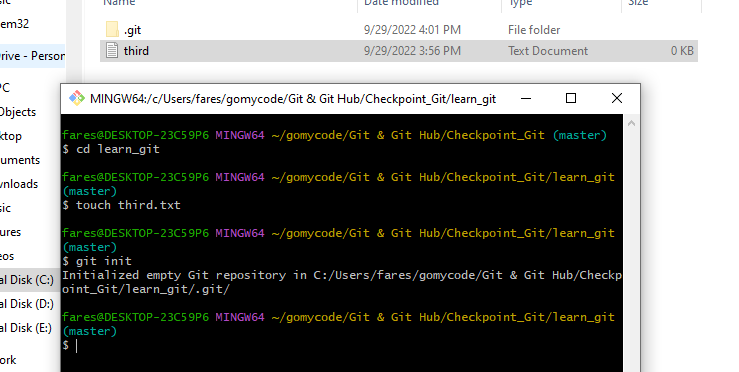 Date modified Type Size
em32
.git 9/29/2022 4:01 PM File folder
third 9/29/2022 3:56 PM Text Document 0 KB
Drive - Person
PC
Objects
ktop
uments
wnloads
sic
ures
eos
al Disk (C:)
al Disk (D:)
al Disk (E:)
ork
MINGW64:/c/Users/fares/gomycode/Git & Git Hub/Checkpoint_Git/learn_git
fares@DESKTOP-23C59P6 MINGW64 ~/gomycode/Git & Git Hub/Checkpoint_Git (master)
$ cd learn_git
fares@DESKTOP-23C59P6 MINGW64 ~/gomycode/Git & Git Hub/Checkpoint_Git/learn_git
(master)
$ touch third.txt
fares@DESKTOP-23C59P6 MINGW64 ~/gomycode/Git & Git Hub/Checkpoint_Git/learn_git
(master)
$ git init
Initialized empty Git repository in C:/Users/fares/gomycode/Git & Git Hub/Checkp
oint_Git/learn_git/.git/
fares@DESKTOP-23C59P6 MINGW64 ~/gomycode/Git & Git Hub/Checkpoint_Git/learn_git
(master)
$